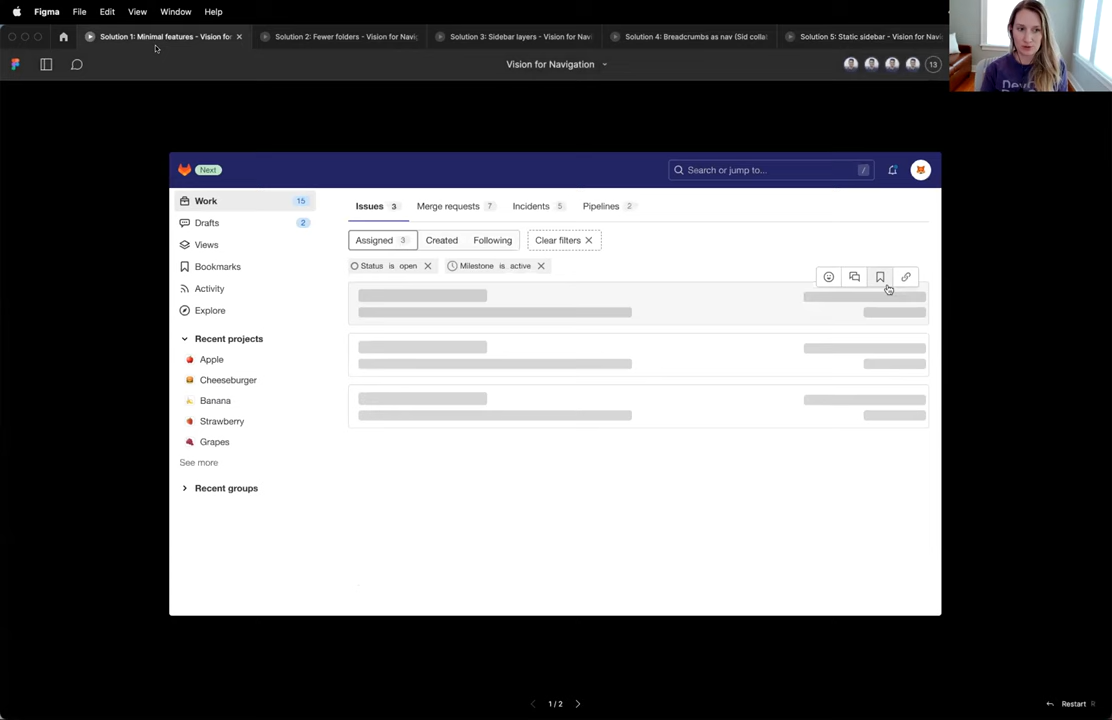 Figma File Edit View Window Help
Solution 1: Minimal features - Vision for
Solution 2: Fewer folders - Vision for Navig
Solution 3: Sidebar layers - Vision for Navi
Solution 4: Breadcrumbs as nav (Sid colla
Solution 5: Static sidebar - Vision for Navi
Vision for Navigation
13
Next
Search or jump to...
/
Work 15
Drafts 2
Views
Bookmarks
Activity
Explore
Recent projects
Apple
Cheeseburger
Banana
Strawberry
Grapes
See more
Recent groups
Issues 3 Merge requests 7 Incidents 5 Pipelines 2
Assigned 3 Created Following Clear filters
Status is open Milestone is active
1 / 2
Restart R